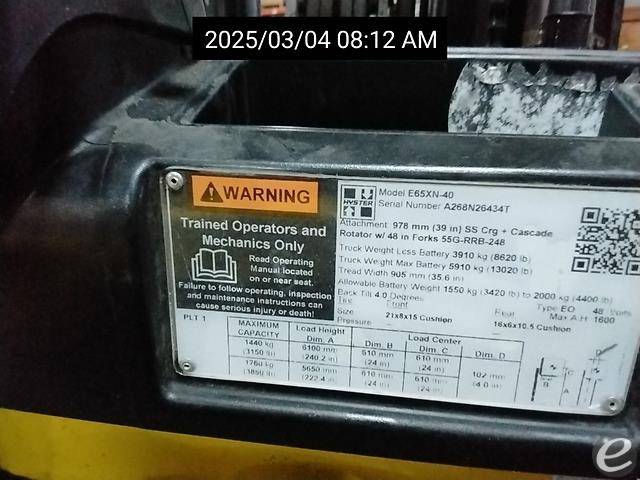 2025/03/04 08:12 AM
WARNING
Trained Operators and
Mechanics Only
Read Operating
Manual located
on or near seat.
Failure to follow operating, inspection
and maintenance instructions can
cause serious injury or death!
HYSTER
Model E65XN-40
Serial Number A268N26434T
Attachment 978 mm (39 in) SS Crg + Cascade
Rotator w/ 48 in Forks 55G-RRB-248
Truck Weight Less Battery 3910 kg (8620 lb)
Truck Weight Max Battery 5910 kg (13020 lb)
Tread Width 905 mm (35.6 in)
Allowable Battery Weight 1550 kg (3420 lb) to 2000 kg (4400 lb)
Back Tilt 4.0 Degrees Type EO 48 Volts
Tire Front Rear Max A.H 1600
Size 21x8x15 Cushion 16x6x10.5 Cushion
Pressure
PLT 1
MAXIMUM CAPACITY Load Height Dim. A Load Center Dim. B Dim. C Dim. D
1440 kg 6100 mm 610 mm 610 mm
(3150 lb) (240.2 in) (24 in) (24 in)
1760 kg 5650 mm 610 mm 610 mm 102 mm
(3850 lb) (222.4 in) (24 in) (24 in) (4.0 in)
B
A
C
e